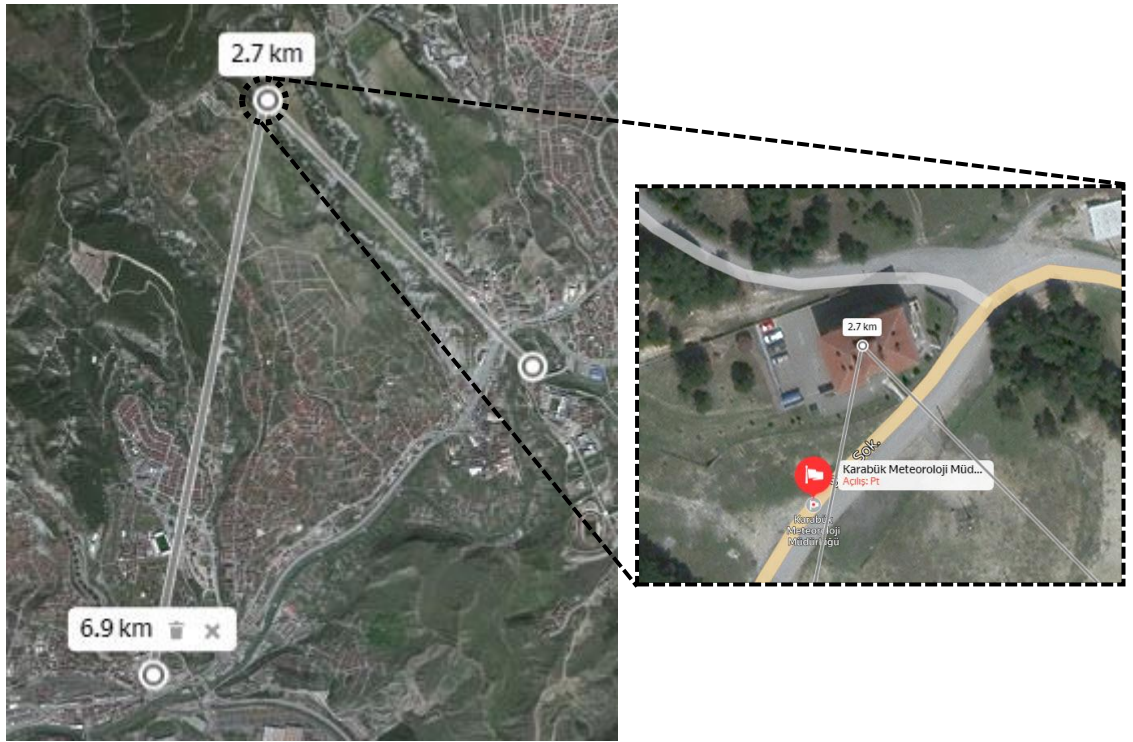 2.7 km
6.9 km
2.7 km
Sok.
Karabük Meteoroloji Müd...
Açılış: Pt
Karabük
Meteoroloji
Müdürlüğü